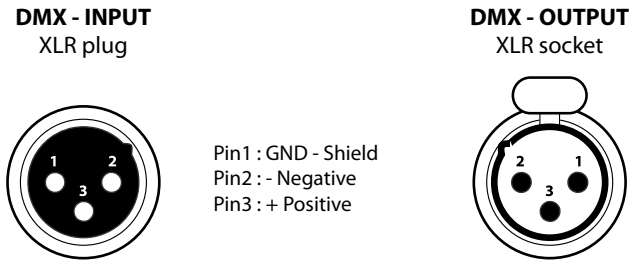 DMX - INPUT
XLR plug
DMX - OUTPUT
XLR socket
1 2
3
Pin1 : GND - Shield
Pin2 : - Negative
Pin3 : + Positive
2 1
3